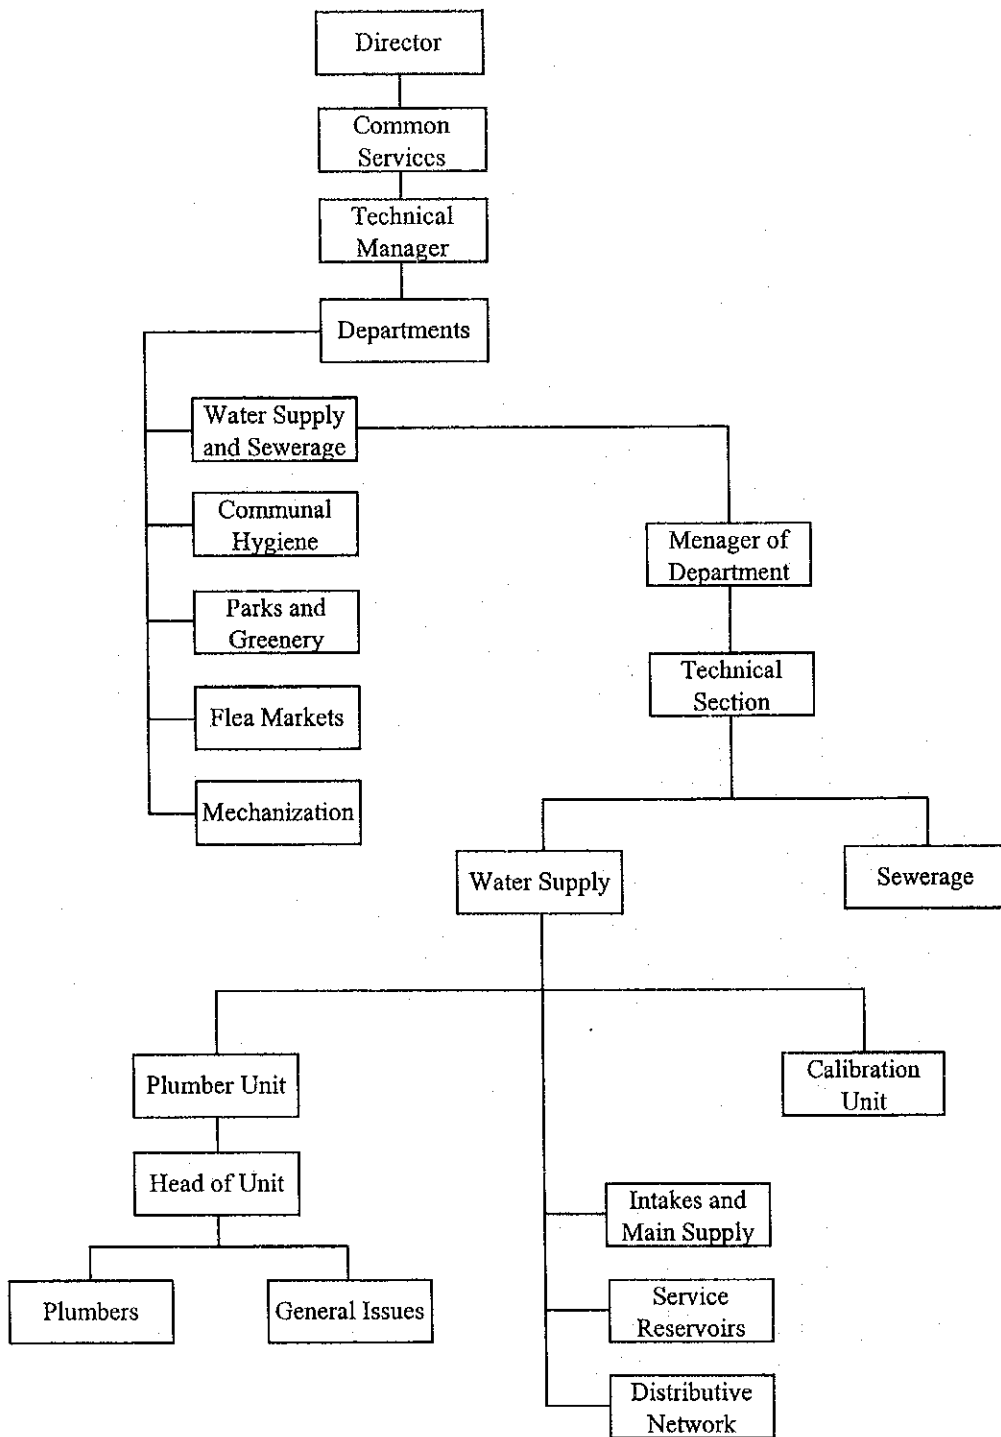 Director
Common
Services
Technical
Manager
Departments
Water Supply
and Sewerage
Communal
Hygiene
Parks and
Greenery
Flea Markets
Mechanization
Menager of
Department
Technical
Section
Water Supply
Sewerage
Plumber Unit
Calibration
Unit
Head of Unit
Intakes and
Main Supply
Plumbers
General Issues
Service
Reservoirs
Distributive
Network